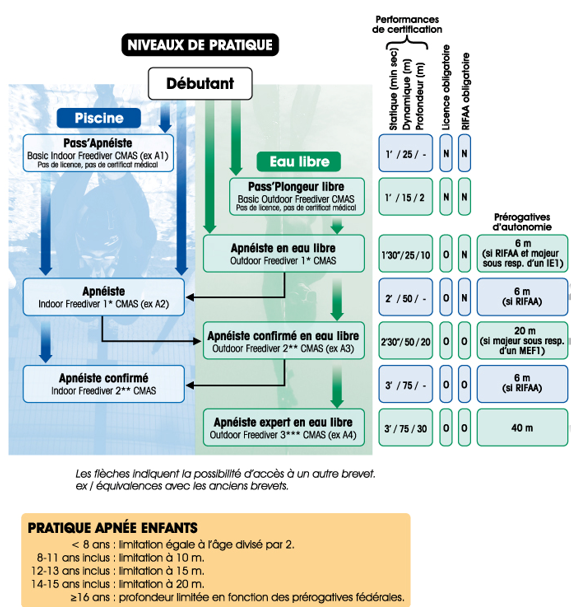 NIVEAUX DE PRATIQUE
Performances
de certification
Statique (min sec)
Dynamique (m)
Profondeur (m)
Licence obligatoire
RIFAA obligatoire
Débutant
Piscine
Pass'Apnéiste
Basic Indoor Freediver CMAS (ex A1)
Pas de licence, pas de certificat médical
1' / 25 / -
N
N
Eau libre
Pass'Plongeur libre
Basic Outdoor Freediver CMAS
Pas de licence, pas de certificat médical
1' / 15 / 2
N
N
Prérogatives
d'autonomie
Apnéiste en eau libre
Outdoor Freediver 1* CMAS
1'30"/ 25 / 10
O
N
6 m
(si RIFAA et majeur
sous resp. d'un IE1)
Apnéiste
Indoor Freediver 1* CMAS (ex A2)
2' / 50 / -
O
N
6 m
(si RIFAA)
Apnéiste confirmé en eau libre
Outdoor Freediver 2** CMAS (ex A3)
2'30"/ 50 / 20
O
O
20 m
(si majeur sous resp.
d'un MEF1)
Apnéiste confirmé
Indoor Freediver 2** CMAS
3' / 75 / -
O
O
6 m
(si RIFAA)
Apnéiste expert en eau libre
Outdoor Freediver 3*** CMAS (ex A4)
3' / 75 / 30
O
O
40 m
Les flèches indiquent la possibilité d'accès à un autre brevet.
ex / équivalences avec les anciens brevets.
PRATIQUE APNÉE ENFANTS
< 8 ans : limitation égale à l'âge divisé par 2.
8-11 ans inclus : limitation à 10 m.
12-13 ans inclus : limitation à 15 m.
14-15 ans inclus : limitation à 20 m.
≥16 ans : profondeur limitée en fonction des prérogatives fédérales.